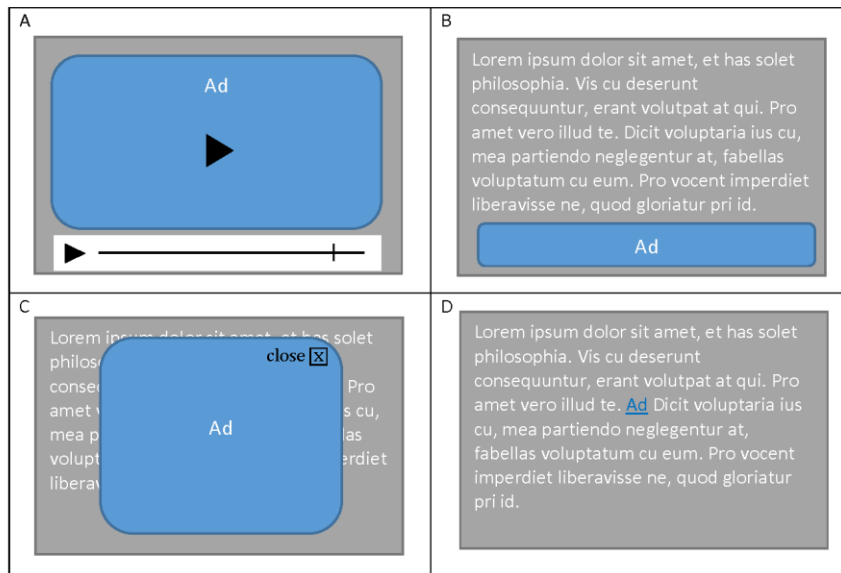 A
Ad
B
Lorem ipsum dolor sit amet, et has solet
philosophia. Vis cu deserunt
consequuntur, erant volutpat at qui. Pro
amet vero illud te. Dicit voluptaria ius cu,
mea partiendo neglegentur at, fabellas
voluptatum cu eum. Pro vocent imperdiet
liberavisse ne, quod gloriatur pri id.
Ad
C
Lorem ipsum dolor sit amet, et has solet
philoso
conseq Pro
amet v s cu,
mea p las
volupt erdiet
liberav
close X
Ad
D
Lorem ipsum dolor sit amet, et has solet
philosophia. Vis cu deserunt
consequuntur, erant volutpat at qui. Pro
amet vero illud te. Ad Dicit voluptaria ius
cu, mea partiendo neglegentur at,
fabellas voluptatum cu eum. Pro vocent
imperdiet liberavisse ne, quod gloriatur
pri id.